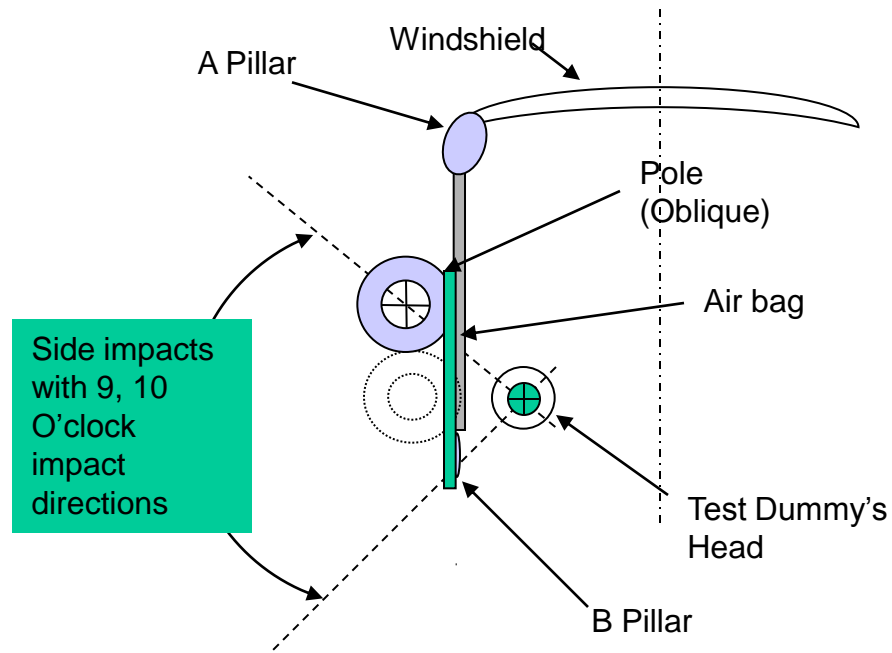 Windshield
A Pillar
Pole
(Oblique)
Air bag
Side impacts
with 9, 10
O’clock
impact
directions
Test Dummy’s
Head
B Pillar